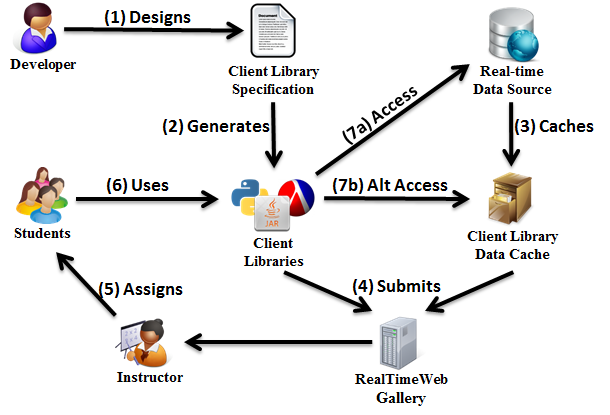 (1) Designs
Document
Developer
Client Library
Specification
Real-time
Data Source
(2) Generates
(7a) Access
(3) Caches
(6) Uses
(7b) Alt Access
JAR
Students
Client
Libraries
Client Library
Data Cache
(5) Assigns
(4) Submits
Instructor
RealTimeWeb
Gallery